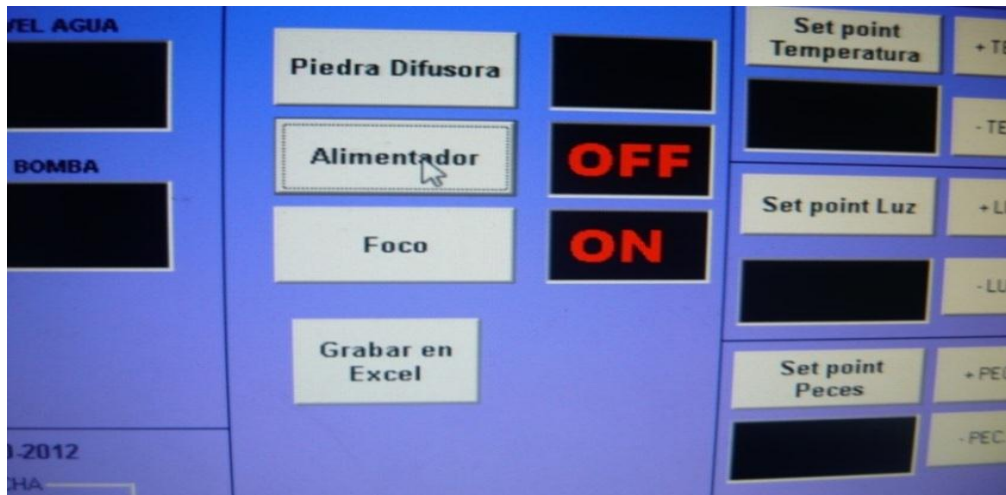 AGUA
BOMBA
-2012
Piedra Difusora
Alimentador
OFF
Foco
ON
Grabar en
Excel
Set point
Temperatura
Set point Luz
Set point
Peces